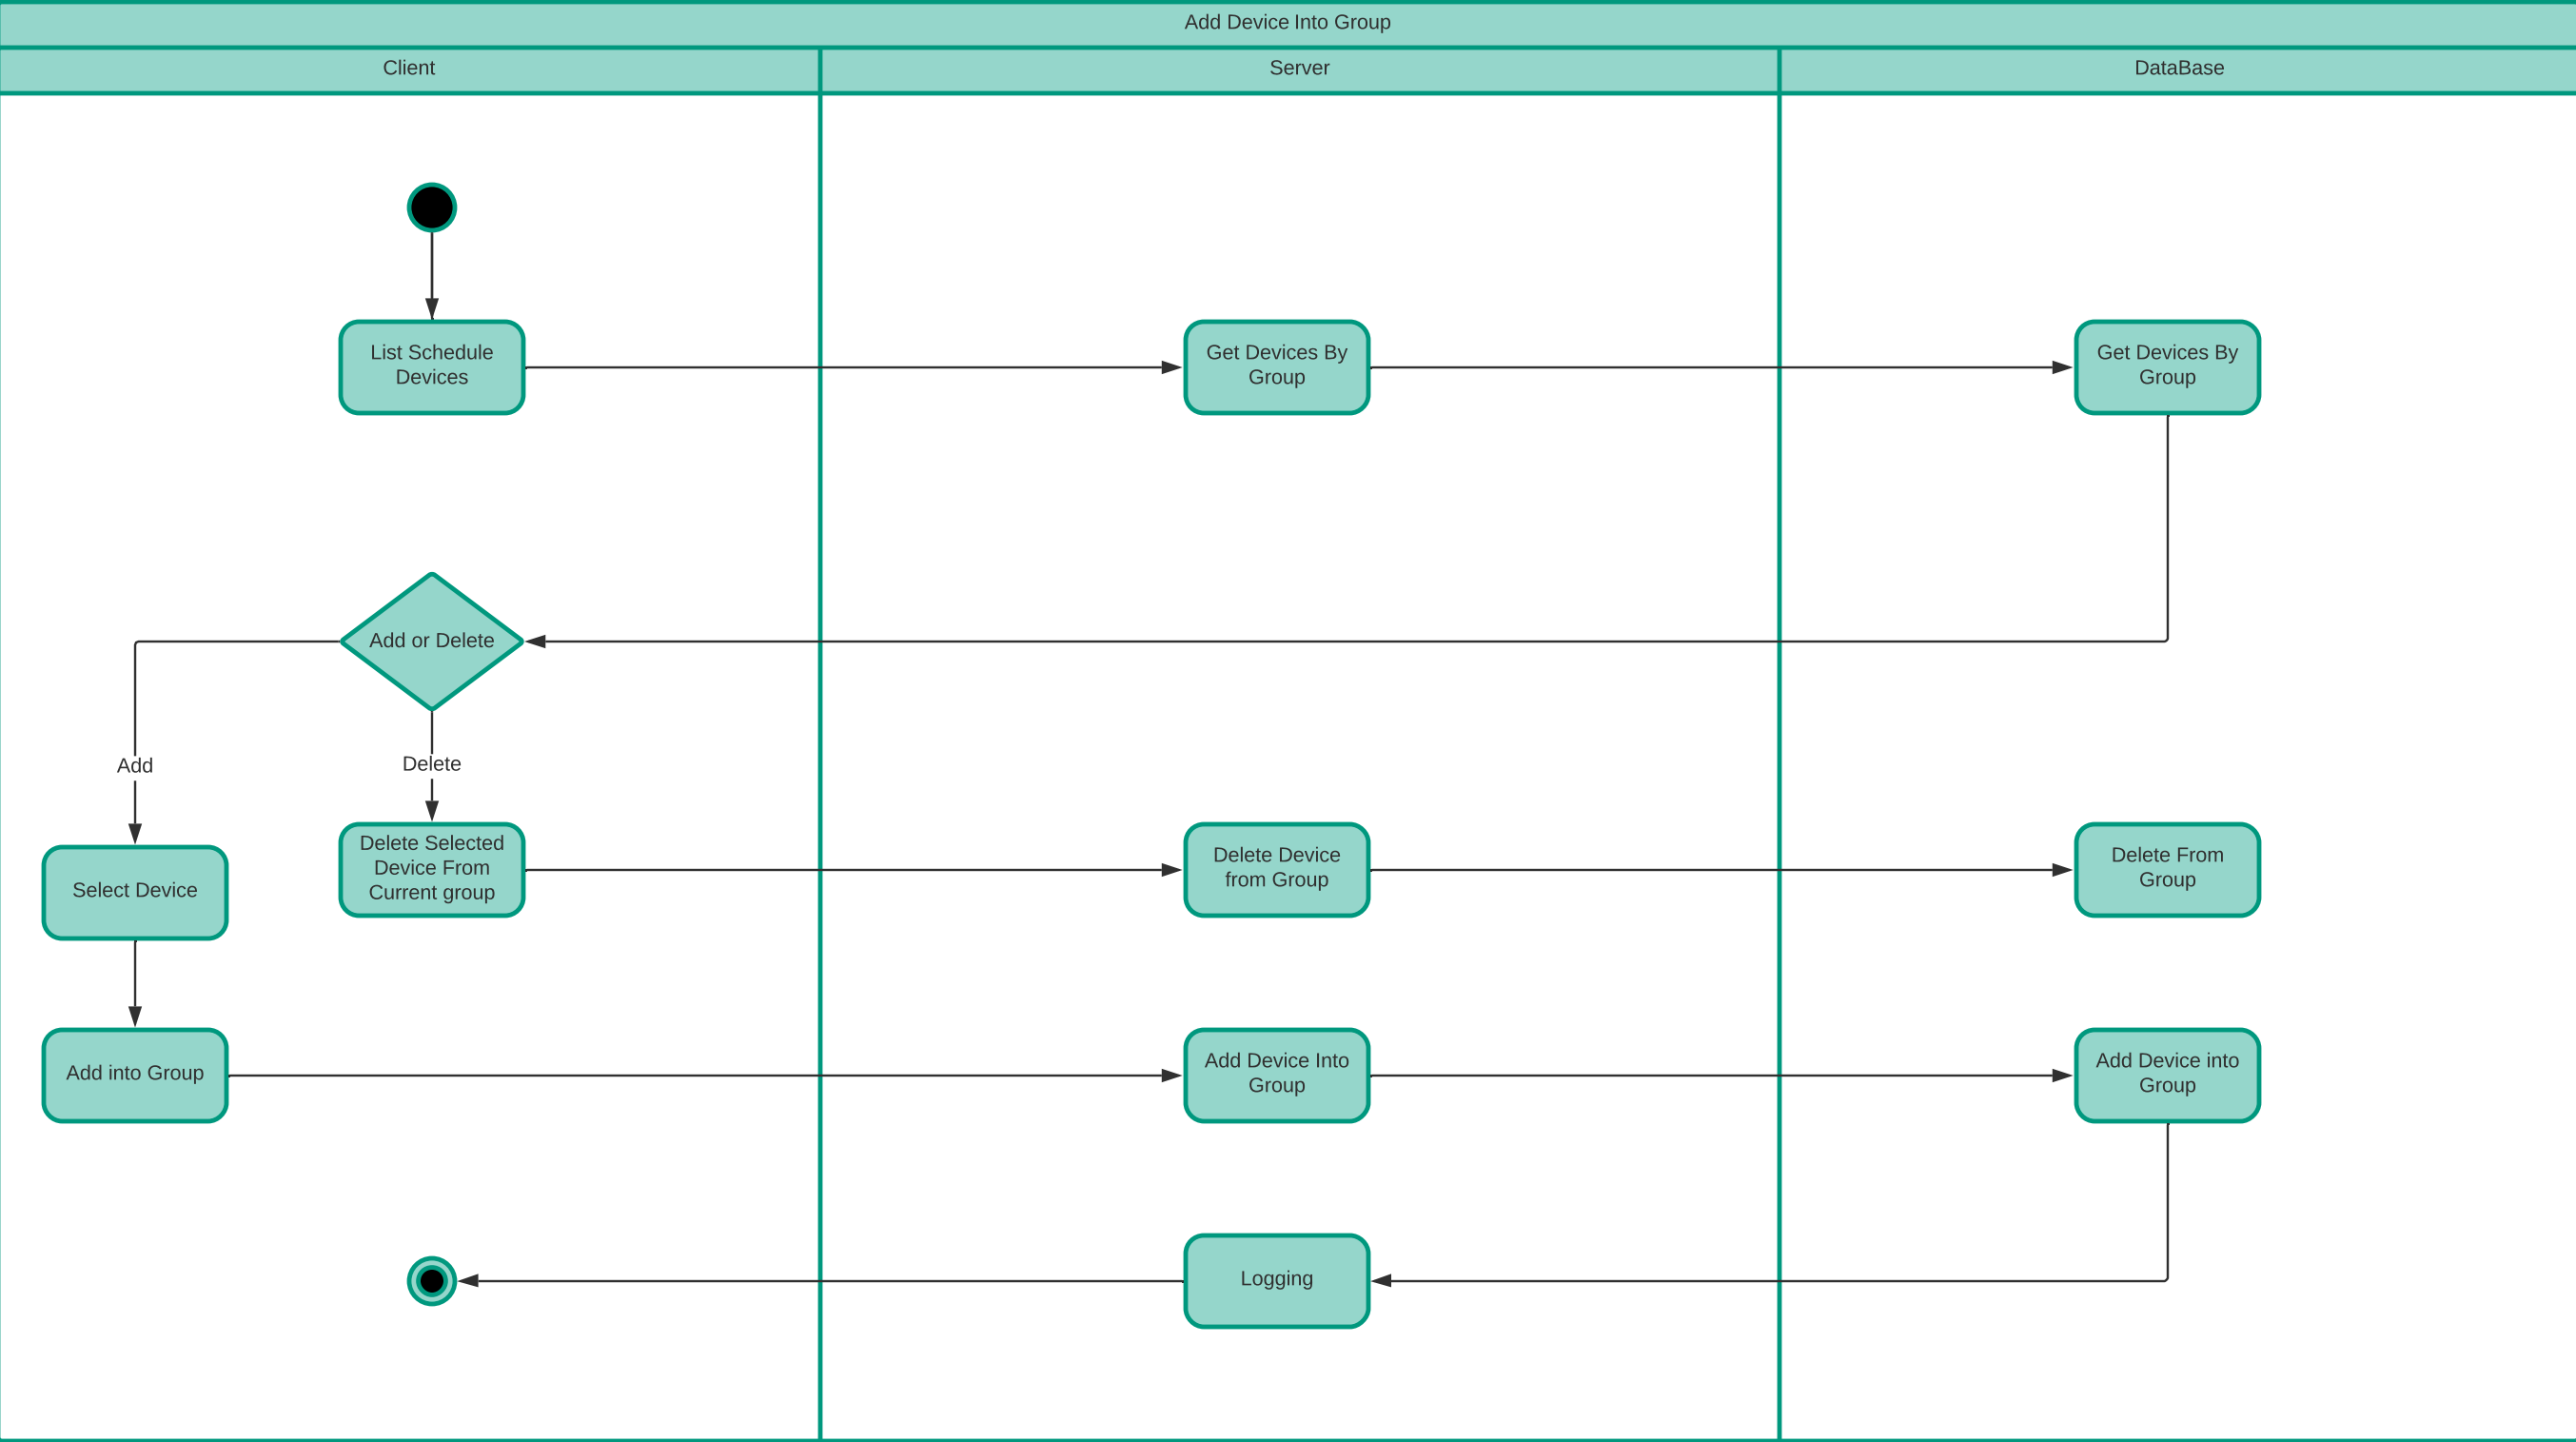 Add Device Into Group
Client
Server
DataBase
List Schedule
Devices
Get Devices By
Group
Get Devices By
Group
Add or Delete
Add
Delete
Select Device
Delete Selected
Device From
Current group
Delete Device
from Group
Delete From
Group
Add into Group
Add Device Into
Group
Add Device into
Group
Logging